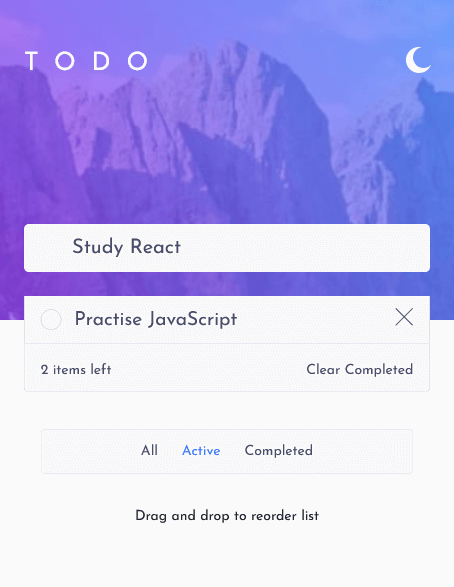 TODO
Study React
Practise JavaScript
2 items left Clear Completed
All Active Completed
Drag and drop to reorder list